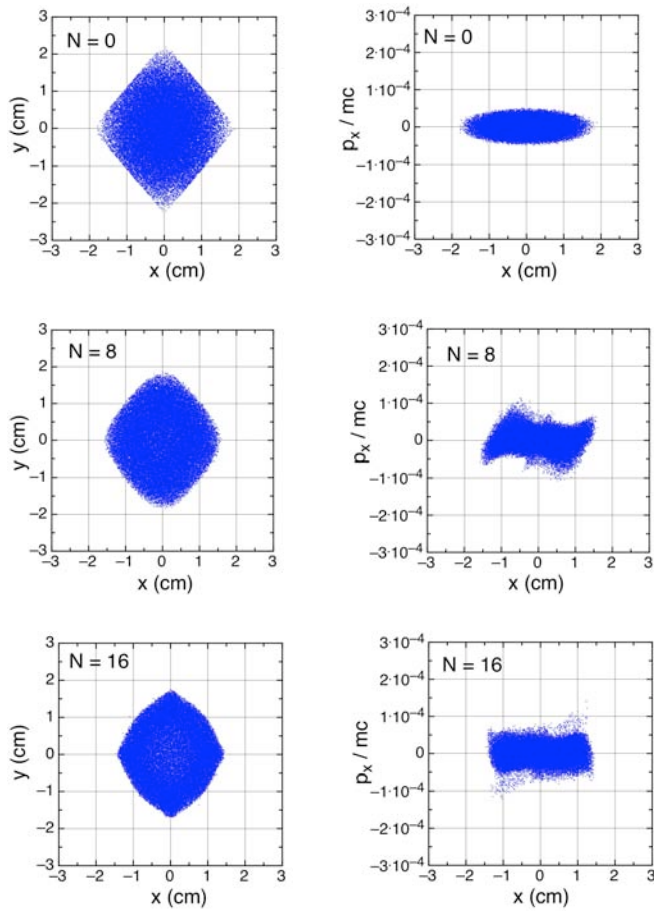 3
2
N = 0
1
y (cm)
0
−1
−2
−3
−3 −2 −1 0 1 2 3
x (cm)
3·10⁻⁴
N = 0
2·10⁻⁴
1·10⁻⁴
pₓ / mc
0
−1·10⁻⁴
−2·10⁻⁴
−3·10⁻⁴
−3 −2 −1 0 1 2 3
x (cm)
3
N = 8
2
1
y (cm)
0
−1
−2
−3
−3 −2 −1 0 1 2 3
x (cm)
3·10⁻⁴
N = 8
2·10⁻⁴
1·10⁻⁴
pₓ / mc
0
−1·10⁻⁴
−2·10⁻⁴
−3·10⁻⁴
−3 −2 −1 0 1 2 3
x (cm)
3
N = 16
2
1
y (cm)
0
−1
−2
−3
−3 −2 −1 0 1 2 3
x (cm)
3·10⁻⁴
N = 16
2·10⁻⁴
1·10⁻⁴
pₓ / mc
0
−1·10⁻⁴
−2·10⁻⁴
−3·10⁻⁴
−3 −2 −1 0 1 2 3
x (cm)